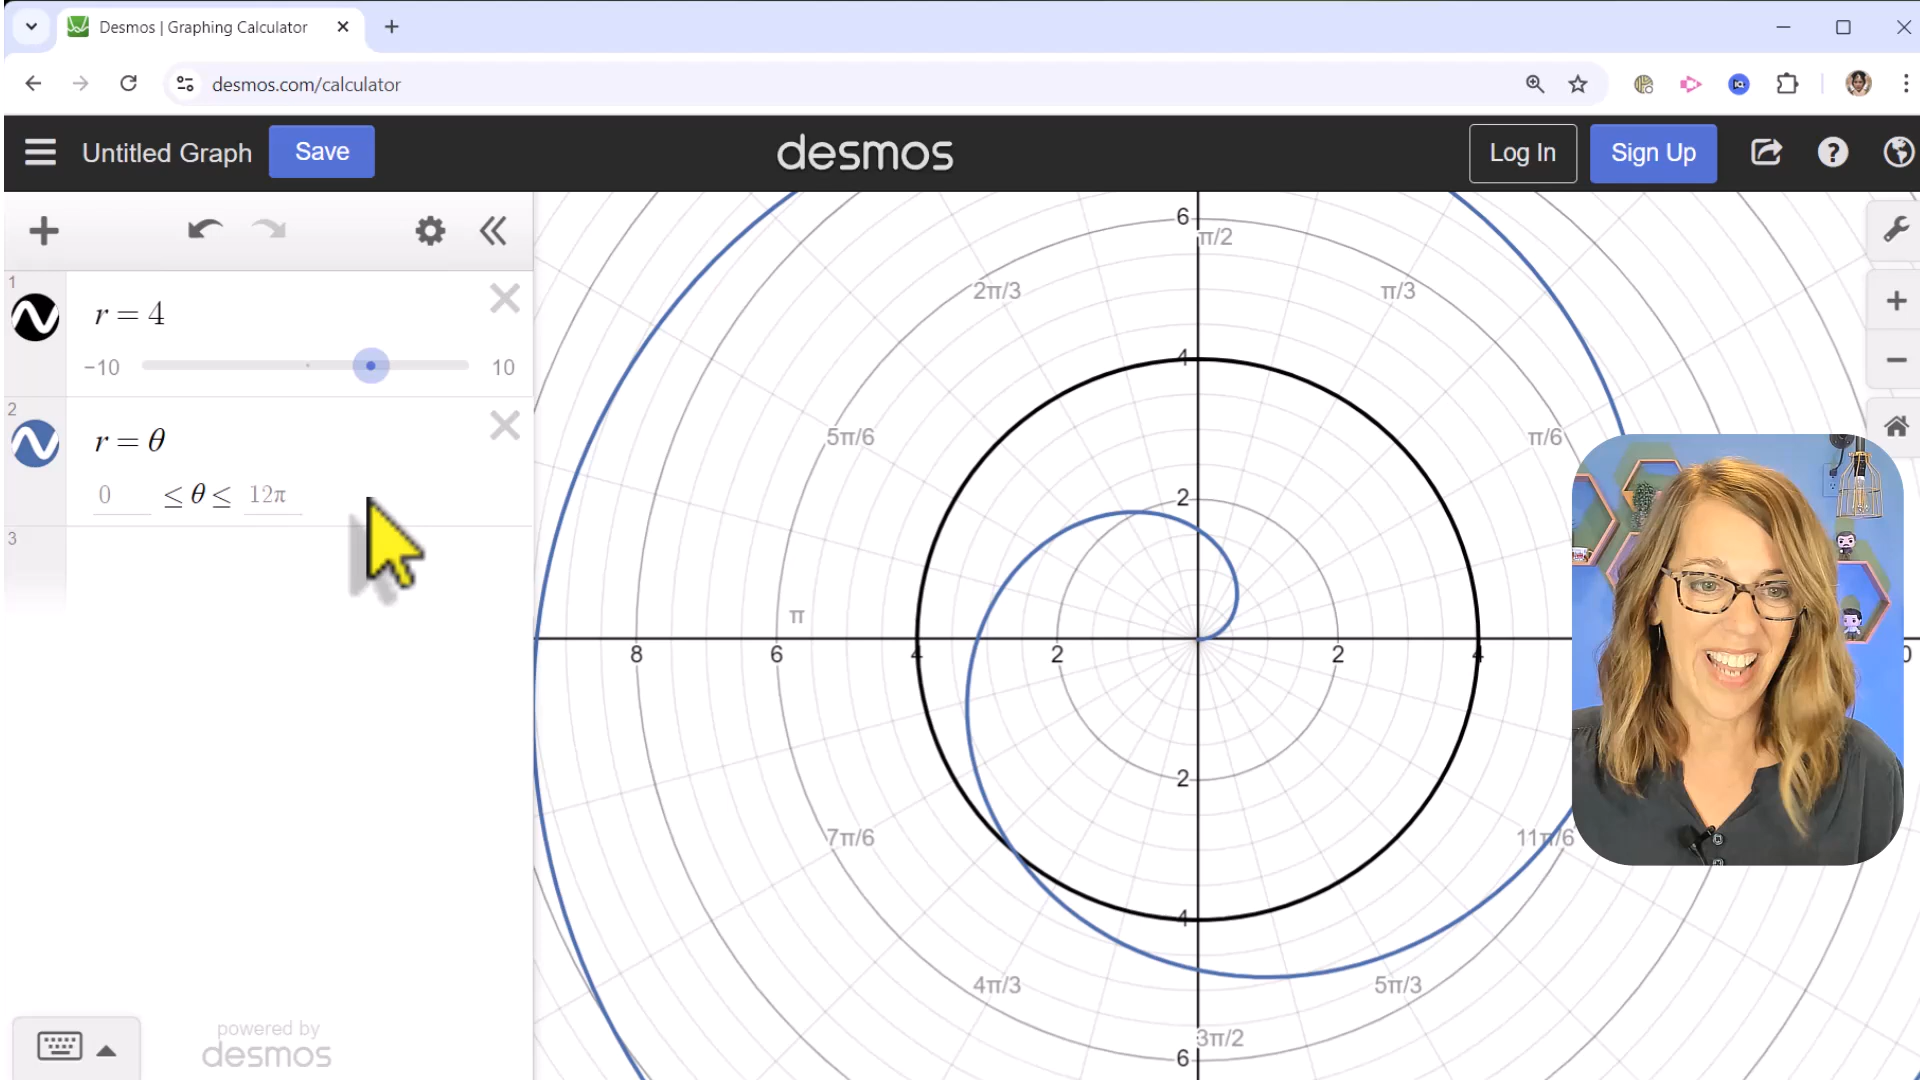 Desmos | Graphing Calculator
desmos.com/calculator
Untitled Graph Save desmos Log In Sign Up
1
r = 4
−10 10
2
r = θ
0 ≤ θ ≤ 12π
3
6
π/2
2π/3 π/3
4
5π/6 π/6
2
π
8 6 4 2 2 4 0
2
7π/6 11π/6
4
4π/3 5π/3
3π/2
6
powered by
desmos